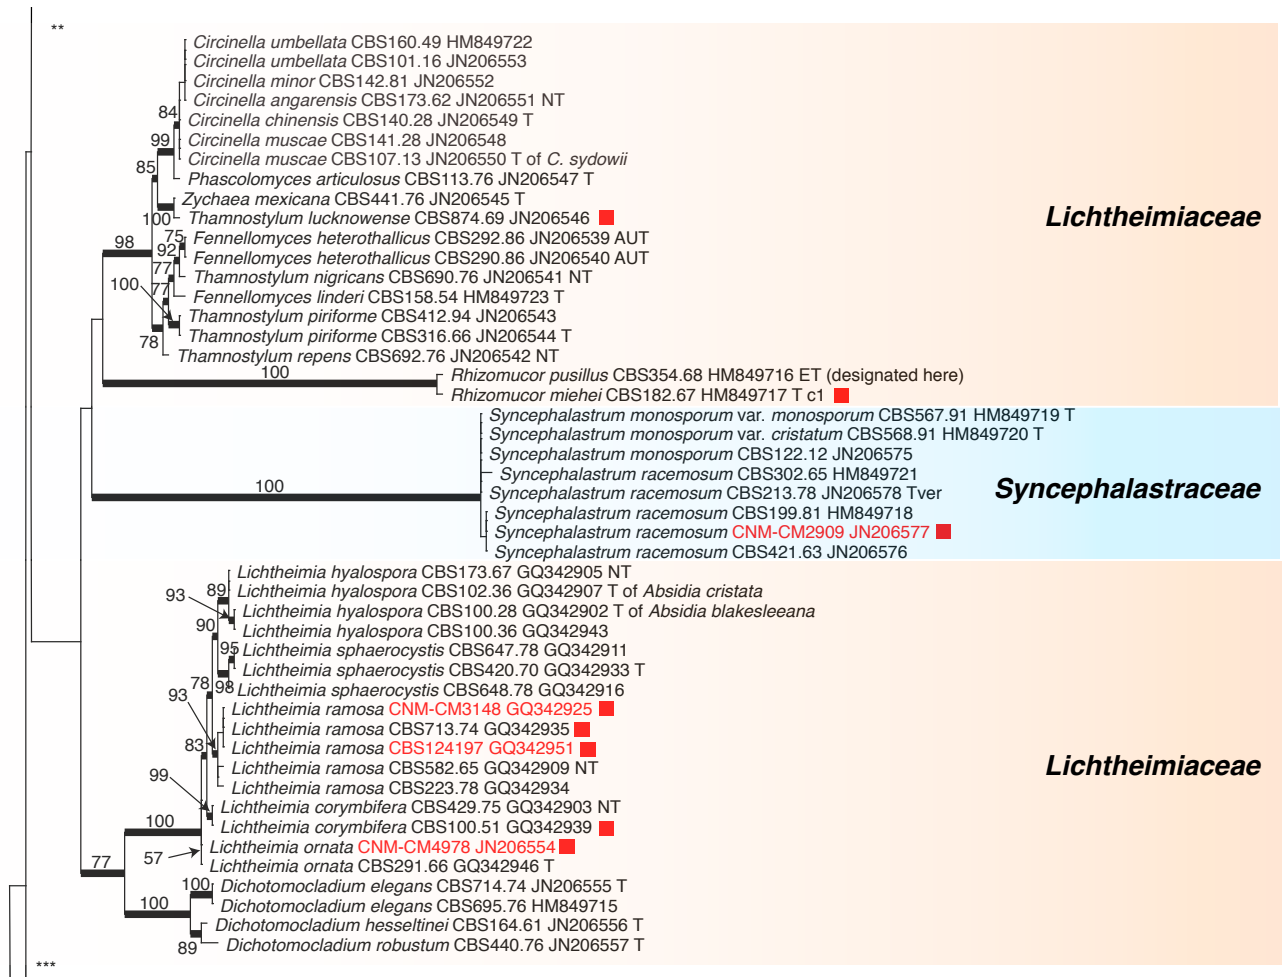 **
Circinella umbellata CBS160.49 HM849722
Circinella umbellata CBS101.16 JN206553
Circinella minor CBS142.81 JN206552
Circinella angarensis CBS173.62 JN206551 NT
84
Circinella chinensis CBS140.28 JN206549 T
99
Circinella muscae CBS141.28 JN206548
Circinella muscae CBS107.13 JN206550 T of C. sydowii
85
Phascolomyces articulosus CBS113.76 JN206547 T
Zychaea mexicana CBS441.76 JN206545 T
100
Thamnostylum lucknowense CBS874.69 JN206546
Lichtheimiaceae
75
Fennellomyces heterothallicus CBS292.86 JN206539 AUT
98
92
Fennellomyces heterothallicus CBS290.86 JN206540 AUT
77
Thamnostylum nigricans CBS690.76 JN206541 NT
100
77
Fennellomyces linderi CBS158.54 HM849723 T
Thamnostylum piriforme CBS412.94 JN206543
78
Thamnostylum piriforme CBS316.66 JN206544 T
Thamnostylum repens CBS692.76 JN206542 NT
100
Rhizomucor pusillus CBS354.68 HM849716 ET (designated here)
Rhizomucor miehei CBS182.67 HM849717 T c1
Syncephalastrum monosporum var. monosporum CBS567.91 HM849719 T
Syncephalastrum monosporum var. cristatum CBS568.91 HM849720 T
Syncephalastrum monosporum CBS122.12 JN206575
Syncephalastrum racemosum CBS302.65 HM849721
100
Syncephalastrum racemosum CBS213.78 JN206578 Tver
Syncephalastraceae
Syncephalastrum racemosum CBS199.81 HM849718
Syncephalastrum racemosum CNM-CM2909 JN206577
Syncephalastrum racemosum CBS421.63 JN206576
Lichtheimia hyalospora CBS173.67 GQ342905 NT
93
89
Lichtheimia hyalospora CBS102.36 GQ342907 T of Absidia cristata
Lichtheimia hyalospora CBS100.28 GQ342902 T of Absidia blakesleeana
90
Lichtheimia hyalospora CBS100.36 GQ342943
95
Lichtheimia sphaerocystis CBS647.78 GQ342911
Lichtheimia sphaerocystis CBS420.70 GQ342933 T
78
98
Lichtheimia sphaerocystis CBS648.78 GQ342916
93
Lichtheimia ramosa CNM-CM3148 GQ342925
Lichtheimia ramosa CBS713.74 GQ342935
83
Lichtheimia ramosa CBS124197 GQ342951
Lichtheimia ramosa CBS582.65 GQ342909 NT
Lichtheimiaceae
99
Lichtheimia ramosa CBS223.78 GQ342934
Lichtheimia corymbifera CBS429.75 GQ342903 NT
100
Lichtheimia corymbifera CBS100.51 GQ342939
Lichtheimia ornata CNM-CM4978 JN206554
77
57
Lichtheimia ornata CBS291.66 GQ342946 T
100
Dichotomocladium elegans CBS714.74 JN206555 T
100
Dichotomocladium elegans CBS695.76 HM849715
Dichotomocladium hesseltinei CBS164.61 JN206556 T
89
Dichotomocladium robustum CBS440.76 JN206557 T
***